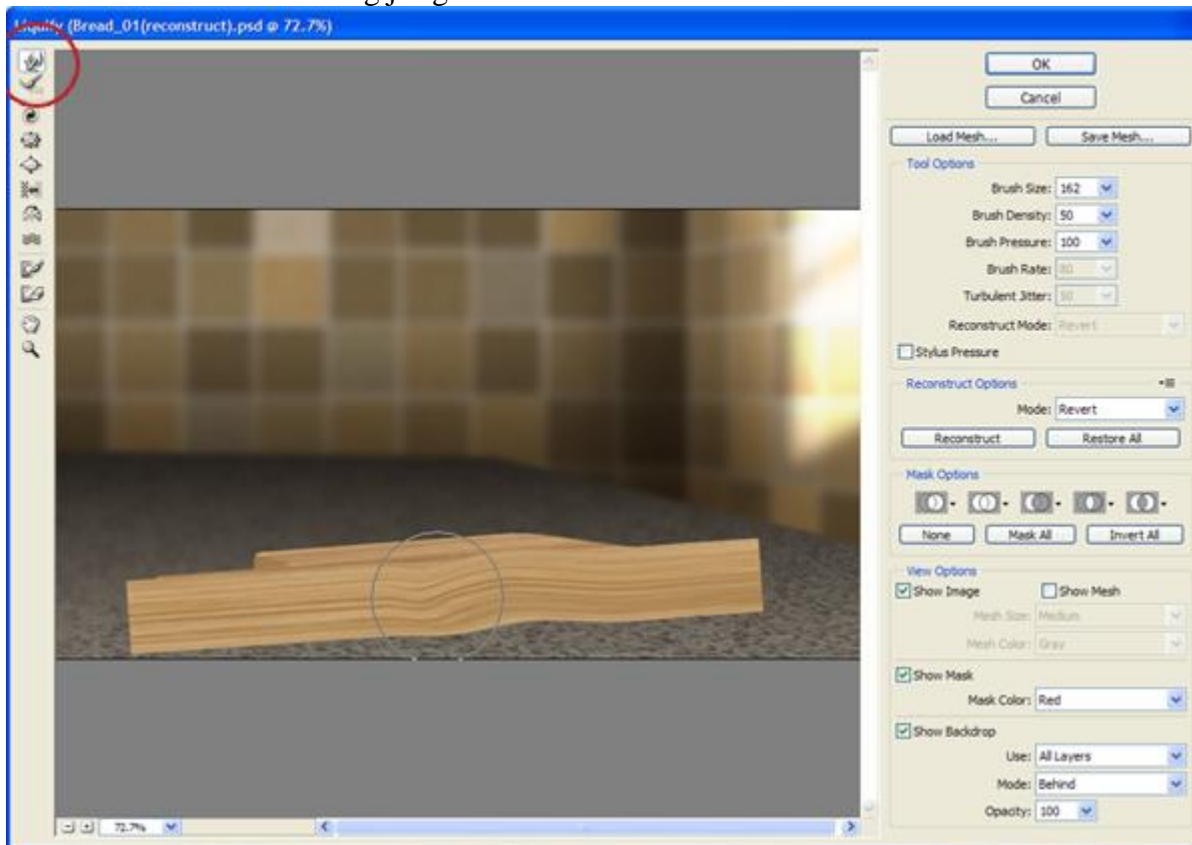 Liquify (Bread_01(reconstruct).psd @ 72.7%)
OK
Cancel
Load Mesh... Save Mesh...
Tool Options
Brush Size: 162
Brush Density: 50
Brush Pressure: 100
Brush Rate: 80
Turbulent Jitter: 50
Reconstruct Mode: Revert
Stylus Pressure
Reconstruct Options
Mode: Revert
Reconstruct Restore All
Mask Options
None Mask All Invert All
View Options
Show Image Show Mesh
Mesh Size: Medium
Mesh Color: Gray
Show Mask
Mask Color: Red
Show Backdrop
Use: All Layers
Mode: Behind
Opacity: 100
72.7%